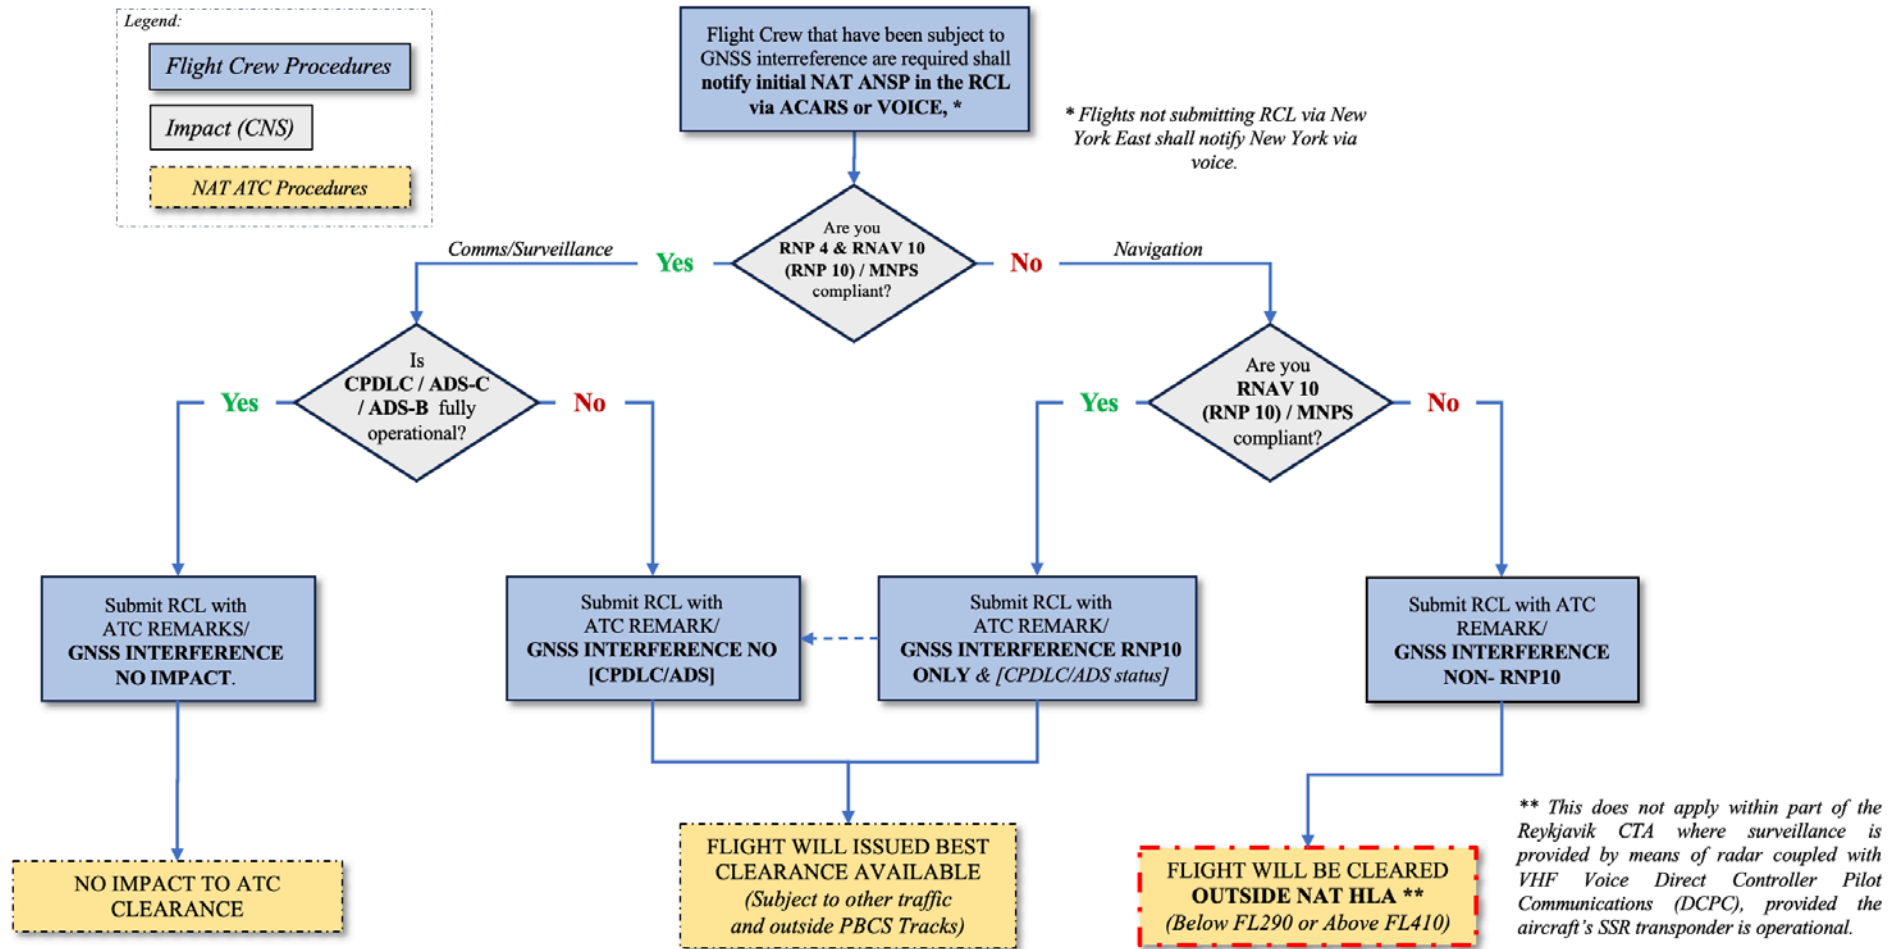 Legend:
Flight Crew Procedures
Impact (CNS)
NAT ATC Procedures
Flight Crew that have been subject to
GNSS interreference are required shall
notify initial NAT ANSP in the RCL
via ACARS or VOICE, *
* Flights not submitting RCL via New
York East shall notify New York via
voice.
Are you
RNP 4 & RNAV 10
(RNP 10) / MNPS
compliant?
Comms/Surveillance
Yes
No
Navigation
Is
CPDLC / ADS-C
/ ADS-B fully
operational?
Yes
No
Are you
RNAV 10
(RNP 10) / MNPS
compliant?
Yes
No
Submit RCL with
ATC REMARKS/
GNSS INTERFERENCE
NO IMPACT.
Submit RCL with
ATC REMARK/
GNSS INTERFERENCE NO
[CPDLC/ADS]
Submit RCL with
ATC REMARK/
GNSS INTERFERENCE RNP10
ONLY & [CPDLC/ADS status]
Submit RCL with ATC
REMARK/
GNSS INTERFERENCE
NON- RNP10
NO IMPACT TO ATC
CLEARANCE
FLIGHT WILL ISSUED BEST
CLEARANCE AVAILABLE
(Subject to other traffic
and outside PBCS Tracks)
FLIGHT WILL BE CLEARED
OUTSIDE NAT HLA **
(Below FL290 or Above FL410)
** This does not apply within part of the
Reykjavik CTA where surveillance is
provided by means of radar coupled with
VHF Voice Direct Controller Pilot
Communications (DCPC), provided the
aircraft's SSR transponder is operational.